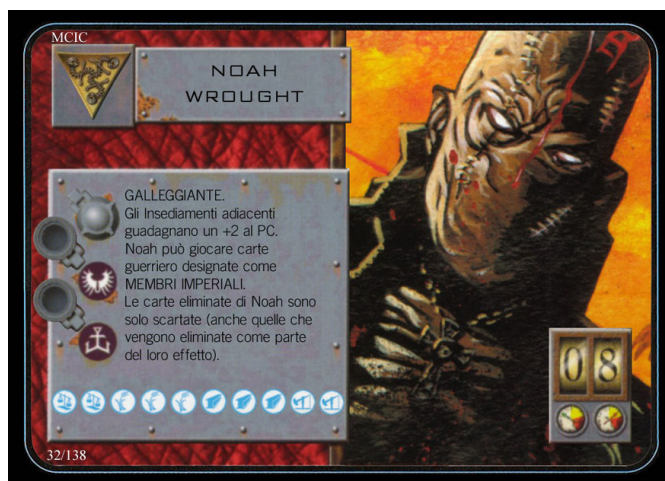 MCIC
NOAH
WROUGHT
GALLEGGIANTE.
Gli Insediamenti adiacenti
guadagnano un +2 al PC.
Noah può giocare carte
guerriero designate come
MEMBRI IMPERIALI.
Le carte eliminate di Noah sono
solo scartate (anche quelle che
vengono eliminate come parte
del loro effetto).
08
32/138